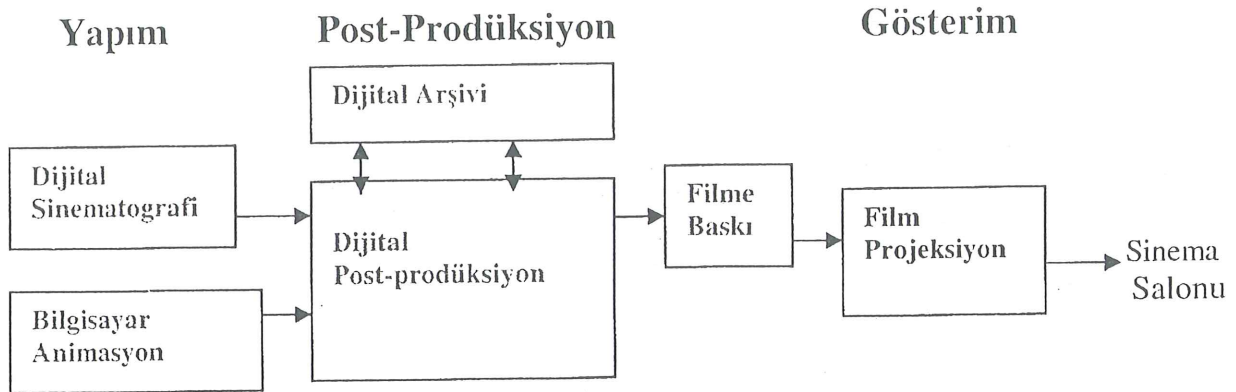 Yapım
Post-Prodüksiyon
Gösterim
Dijital Arşivi
Dijital
Sinematografi
Bilgisayar
Animasyon
Dijital
Post-prodüksiyon
Filme
Baskı
Film
Projeksiyon
Sinema
Salonu